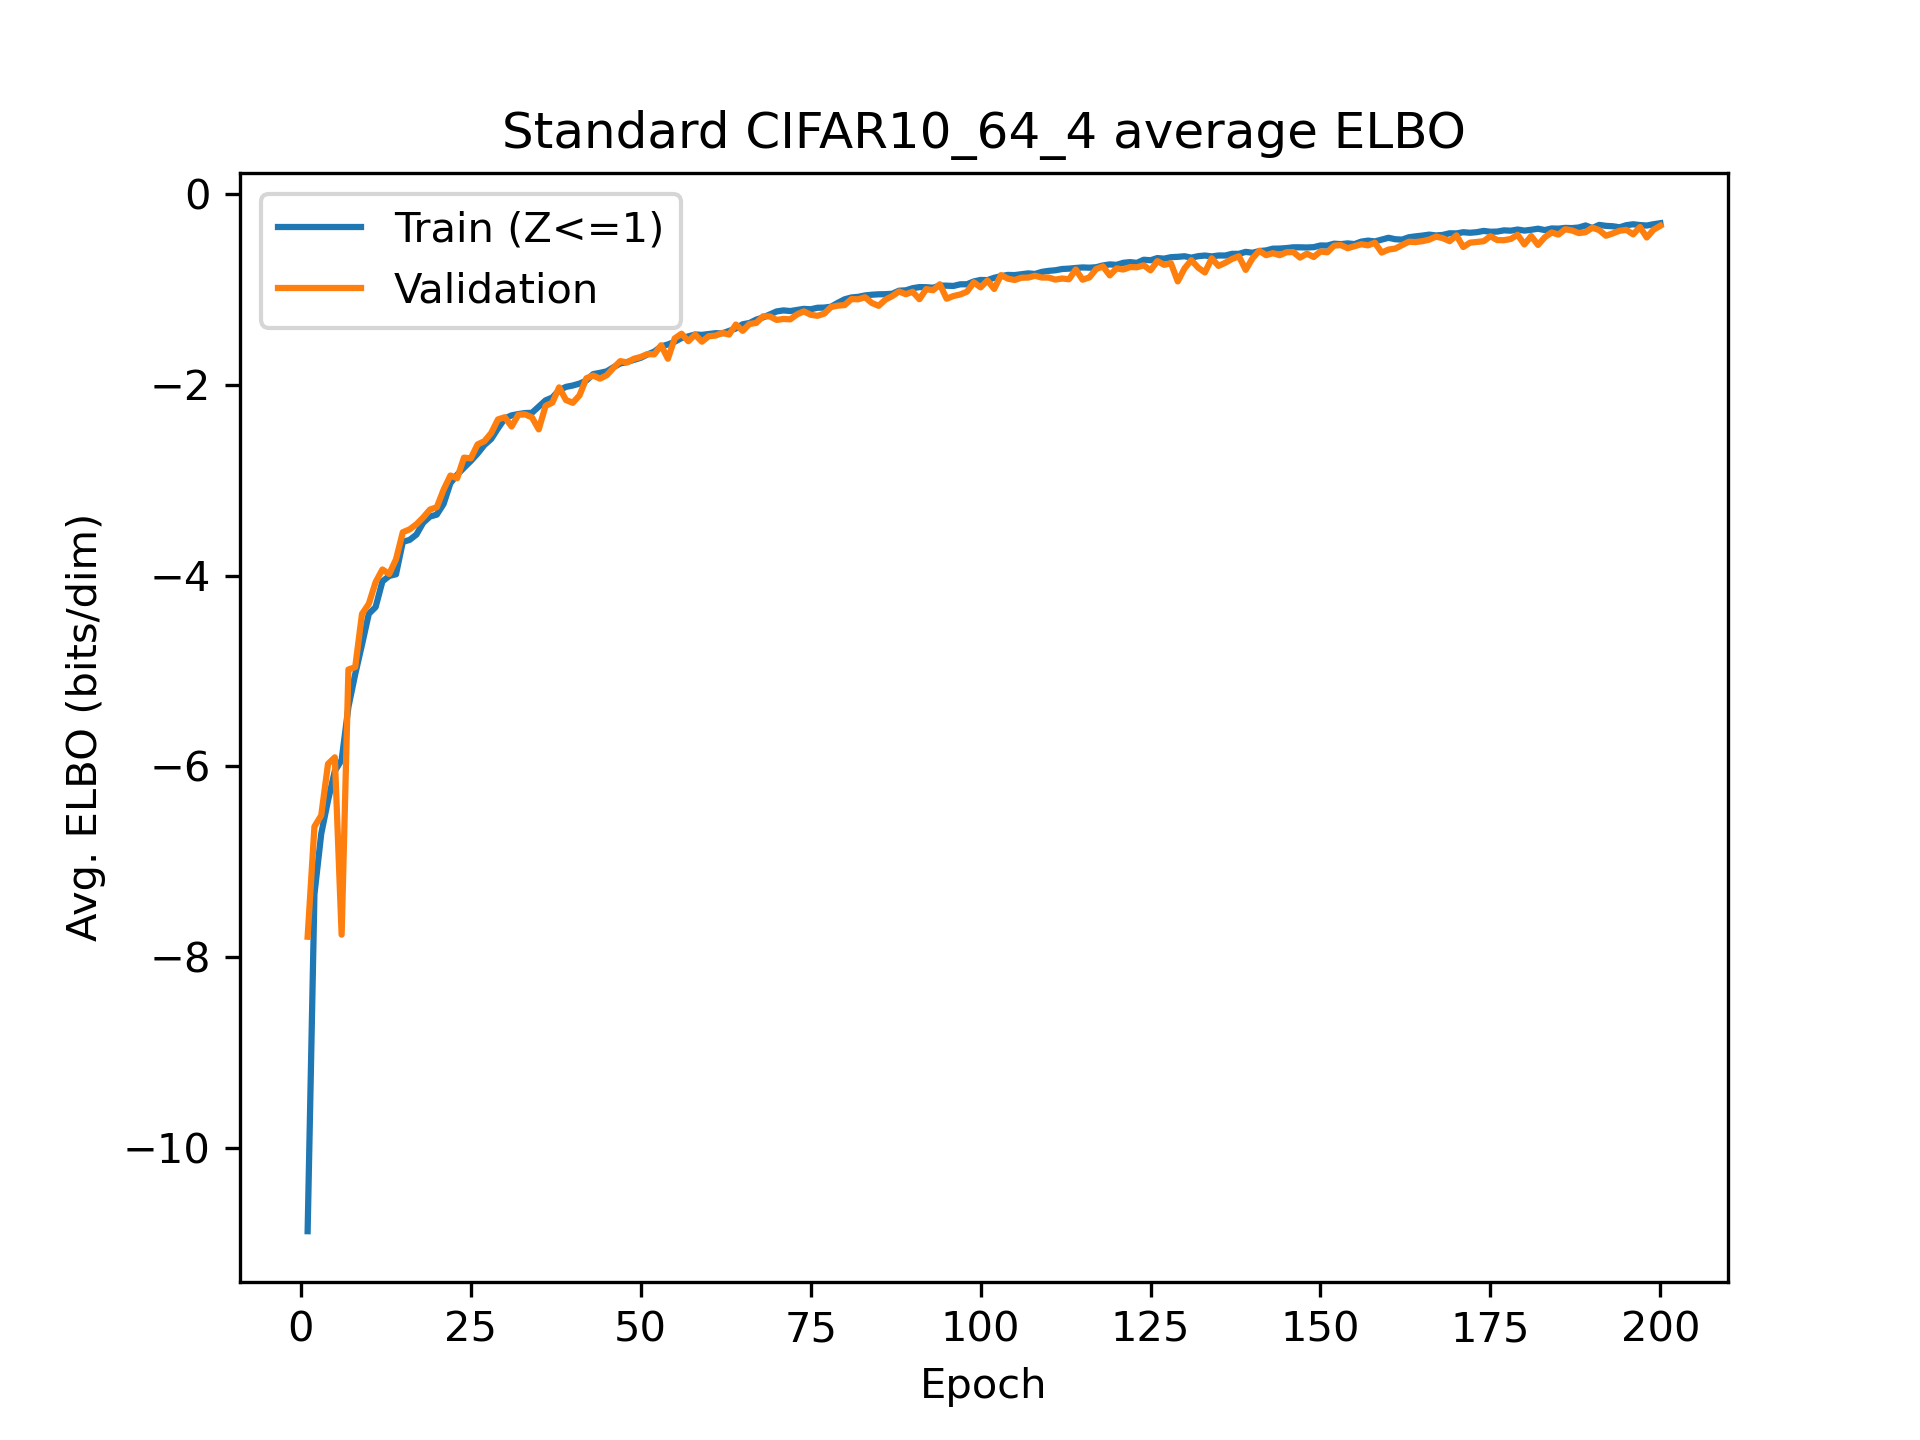 Standard CIFAR10_64_4 average ELBO
Train (Z<=1)
Validation
0
−2
−4
−6
−8
−10
Avg. ELBO (bits/dim)
0 25 50 75 100 125 150 175 200
Epoch